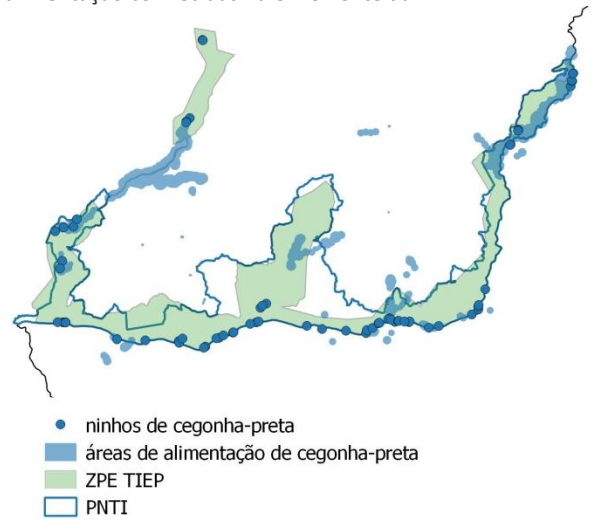 ninhos de cegonha-preta
áreas de alimentação de cegonha-preta
ZPE TIEP
PNTI